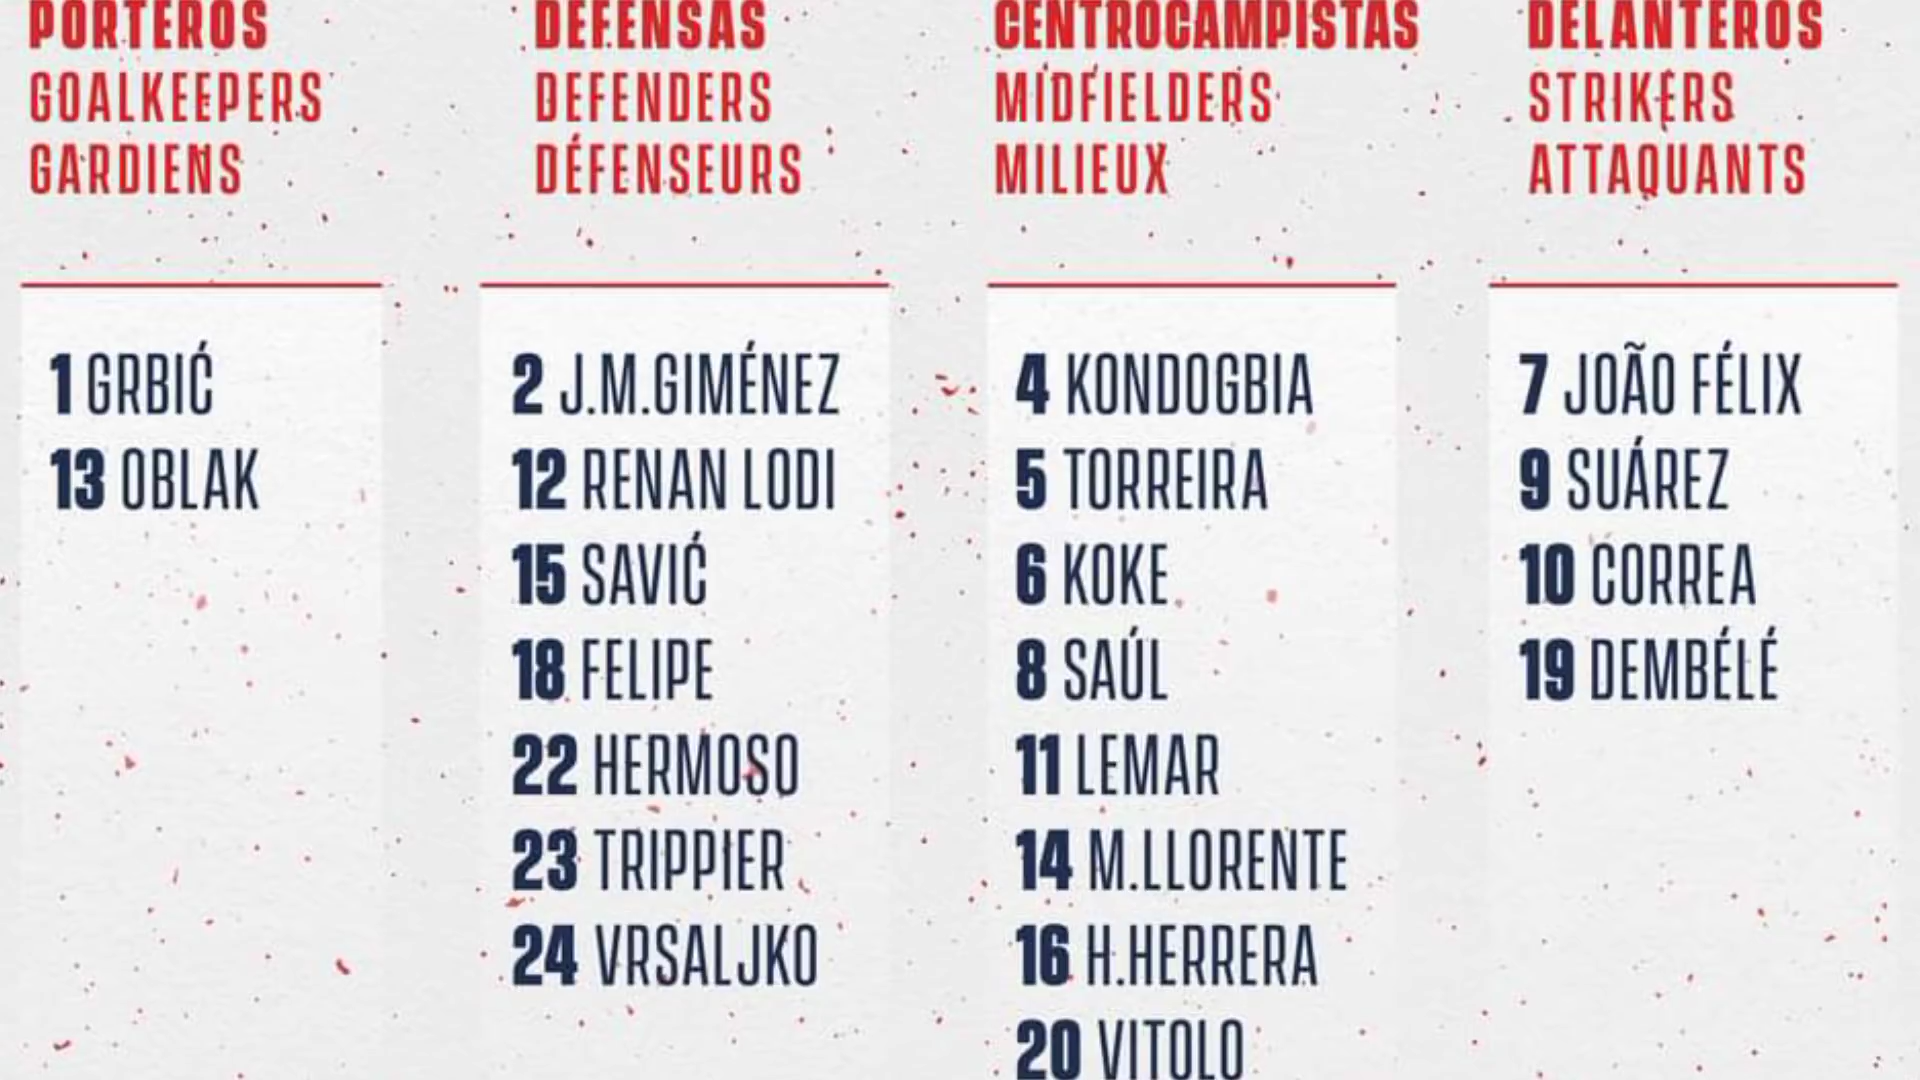 PORTEROS
GOALKEEPERS
GARDIENS
1 GRBIĆ
13 OBLAK
DEFENSAS
DEFENDERS
DÉFENSEURS
2 J.M.GIMÉNEZ
12 RENAN LODI
15 SAVIĆ
18 FELIPE
22 HERMOSO
23 TRIPPIER
24 VRSALJKO
CENTROCAMPISTAS
MIDFIELDERS
MILIEUX
4 KONDOGBIA
5 TORREIRA
6 KOKE
8 SAÚL
11 LEMAR
14 M.LLORENTE
16 H.HERRERA
20 VITOLO
DELANTEROS
STRIKERS
ATTAQUANTS
7 JOÃO FÉLIX
9 SUÁREZ
10 CORREA
19 DEMBÉLÉ